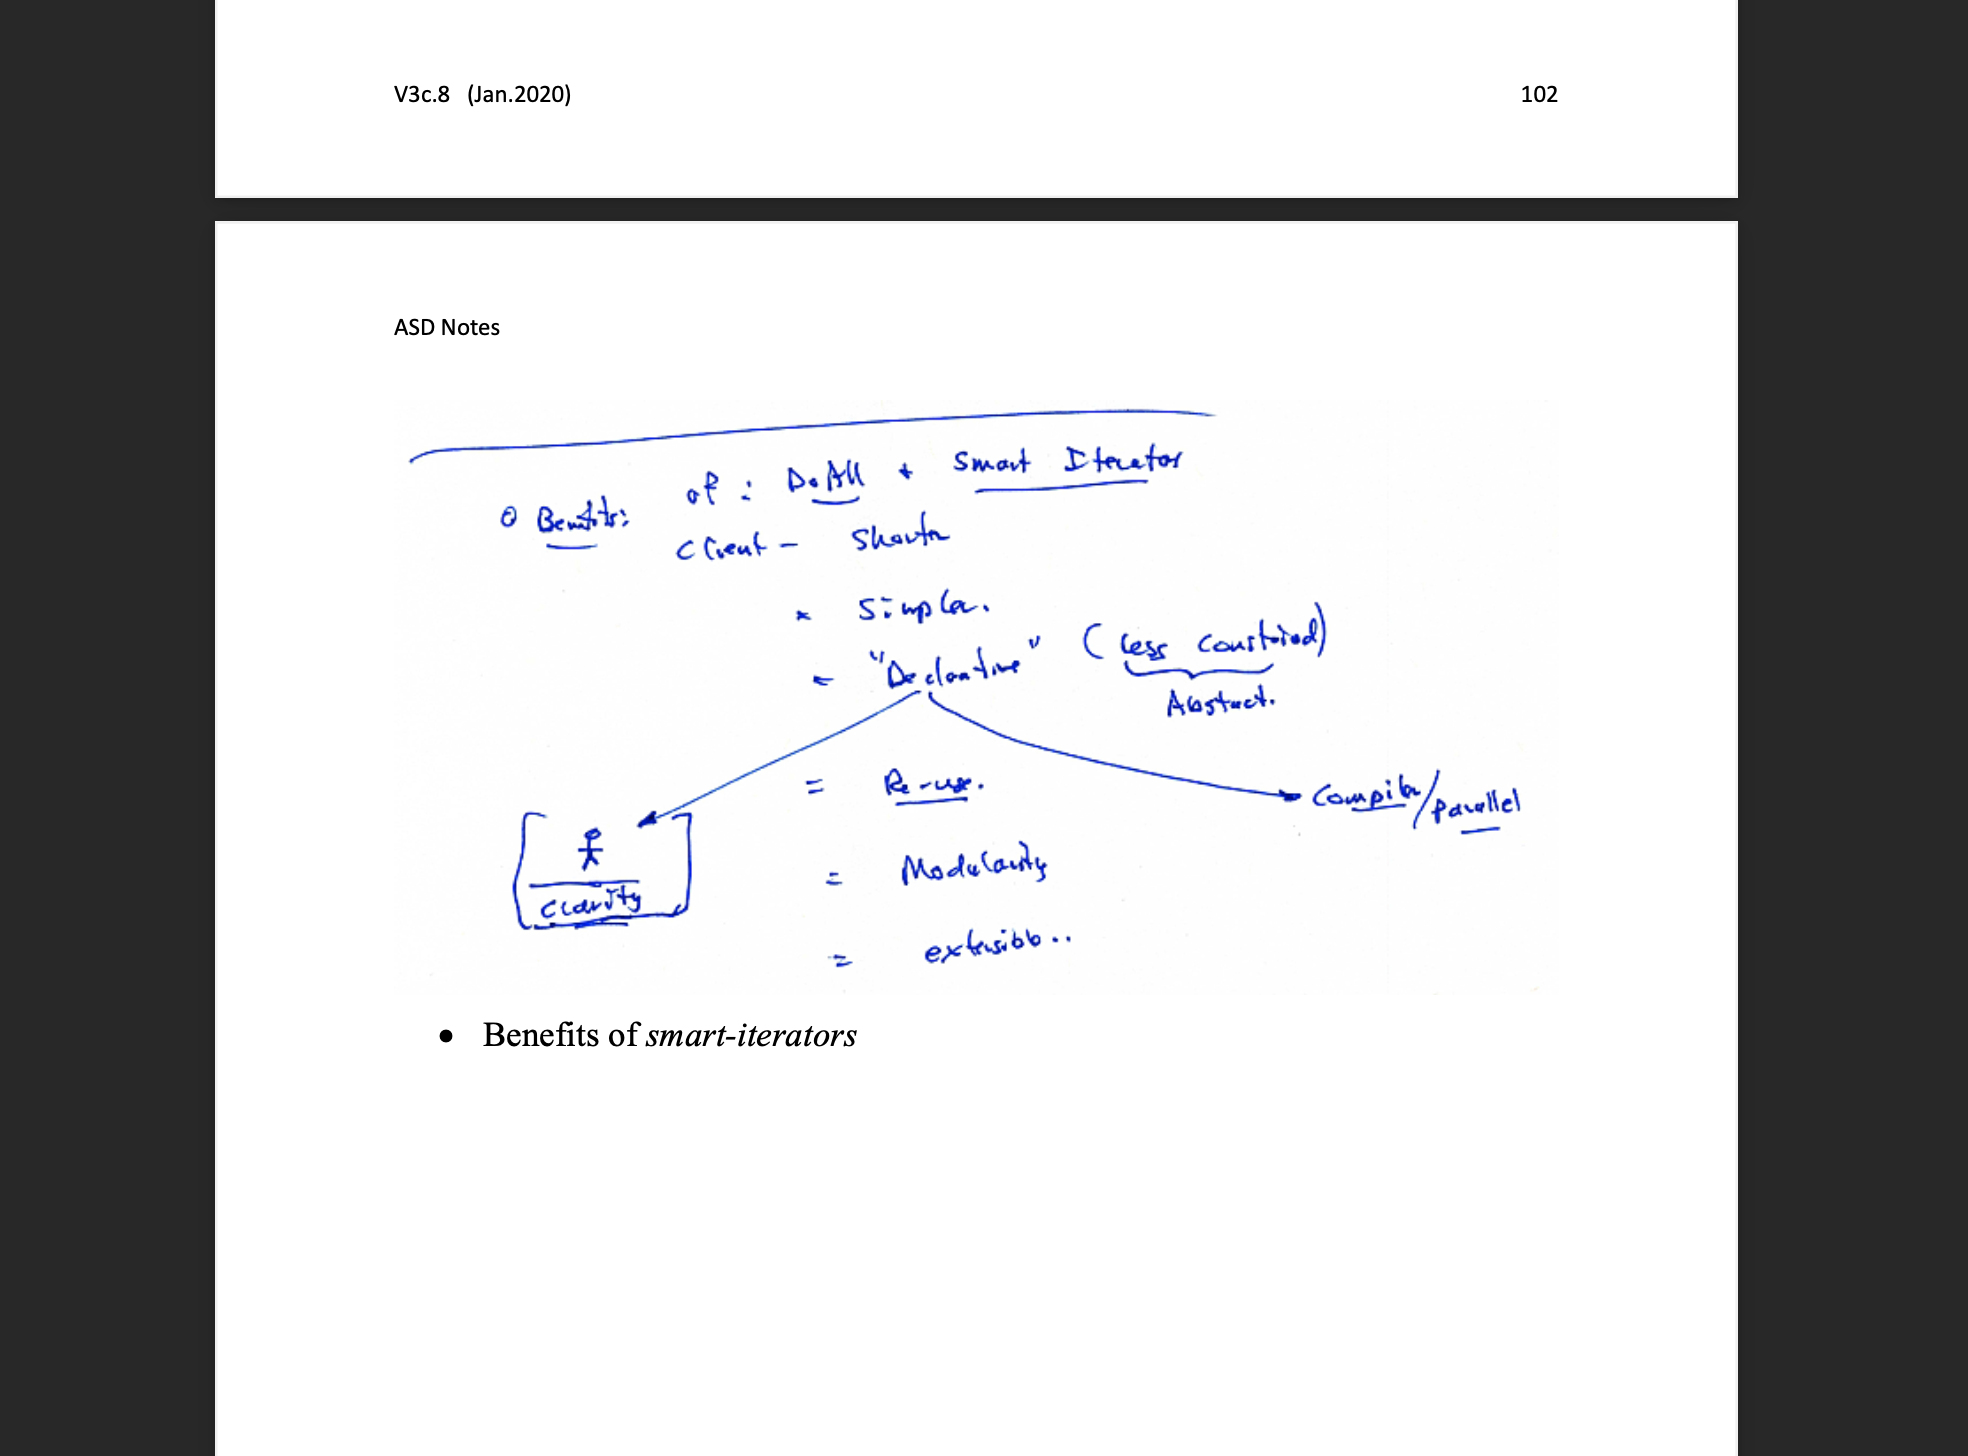 V3c.8 (Jan.2020) 102
ASD Notes
Benefits: of : DoAll + Smart Iterator
Client - Shorter
Simpler.
"Declarative" (less constrained)
Abstract.
= Re-use.
Compiler/parallel
= Modularity
clarity
= extensible..
• Benefits of smart-iterators